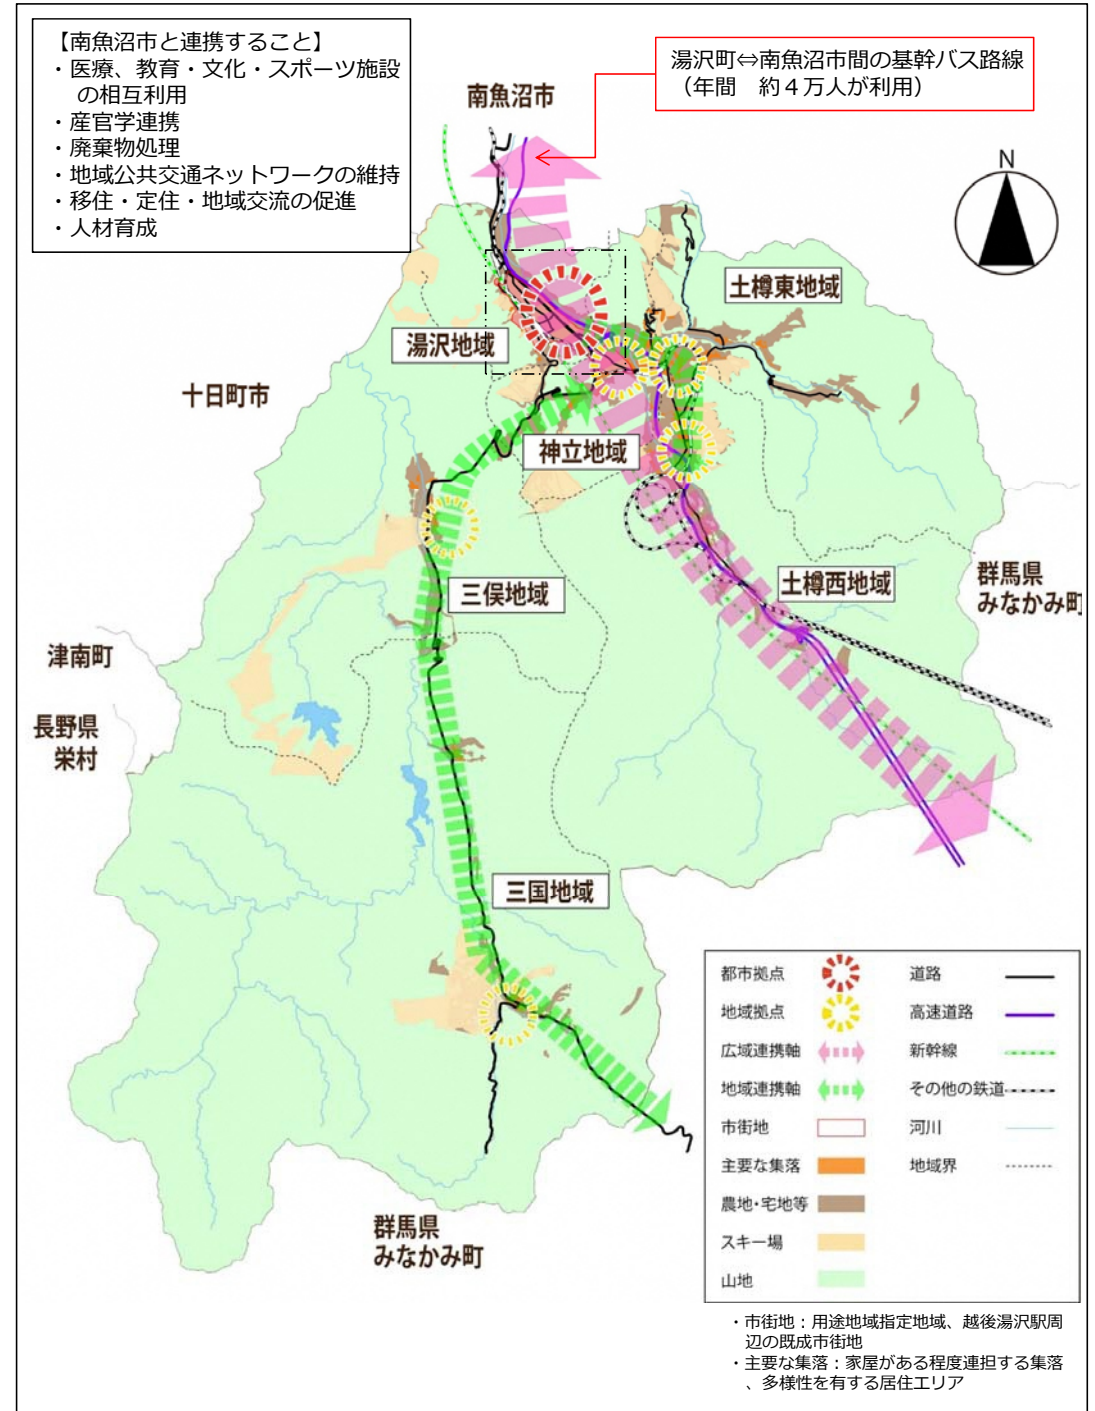 【南魚沼市と連携すること】
・医療、教育・文化・スポーツ施設
の相互利用
・産官学連携
・廃棄物処理
・地域公共交通ネットワークの維持
・移住・定住・地域交流の促進
・人材育成
湯沢町⇔南魚沼市間の基幹バス路線
（年間　約４万人が利用）
南魚沼市
N
土樽東地域
湯沢地域
十日町市
神立地域
群馬県
みなかみ町
土樽西地域
三俣地域
津南町
長野県
栄村
三国地域
群馬県
みなかみ町
都市拠点
道路
地域拠点
高速道路
広域連携軸
新幹線
地域連携軸
その他の鉄道
市街地
河川
主要な集落
地域界
農地・宅地等
スキー場
山地
・市街地：用途地域指定地域、越後湯沢駅周
辺の既成市街地
・主要な集落：家屋がある程度連担する集落
、多様性を有する居住エリア